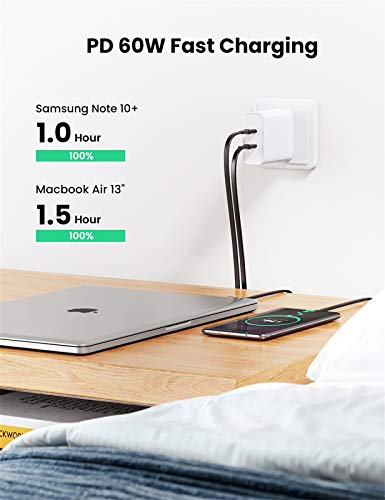 PD 60W Fast Charging
Samsung Note 10+
1.0 Hour
100%
Macbook Air 13"
1.5 Hour
100%